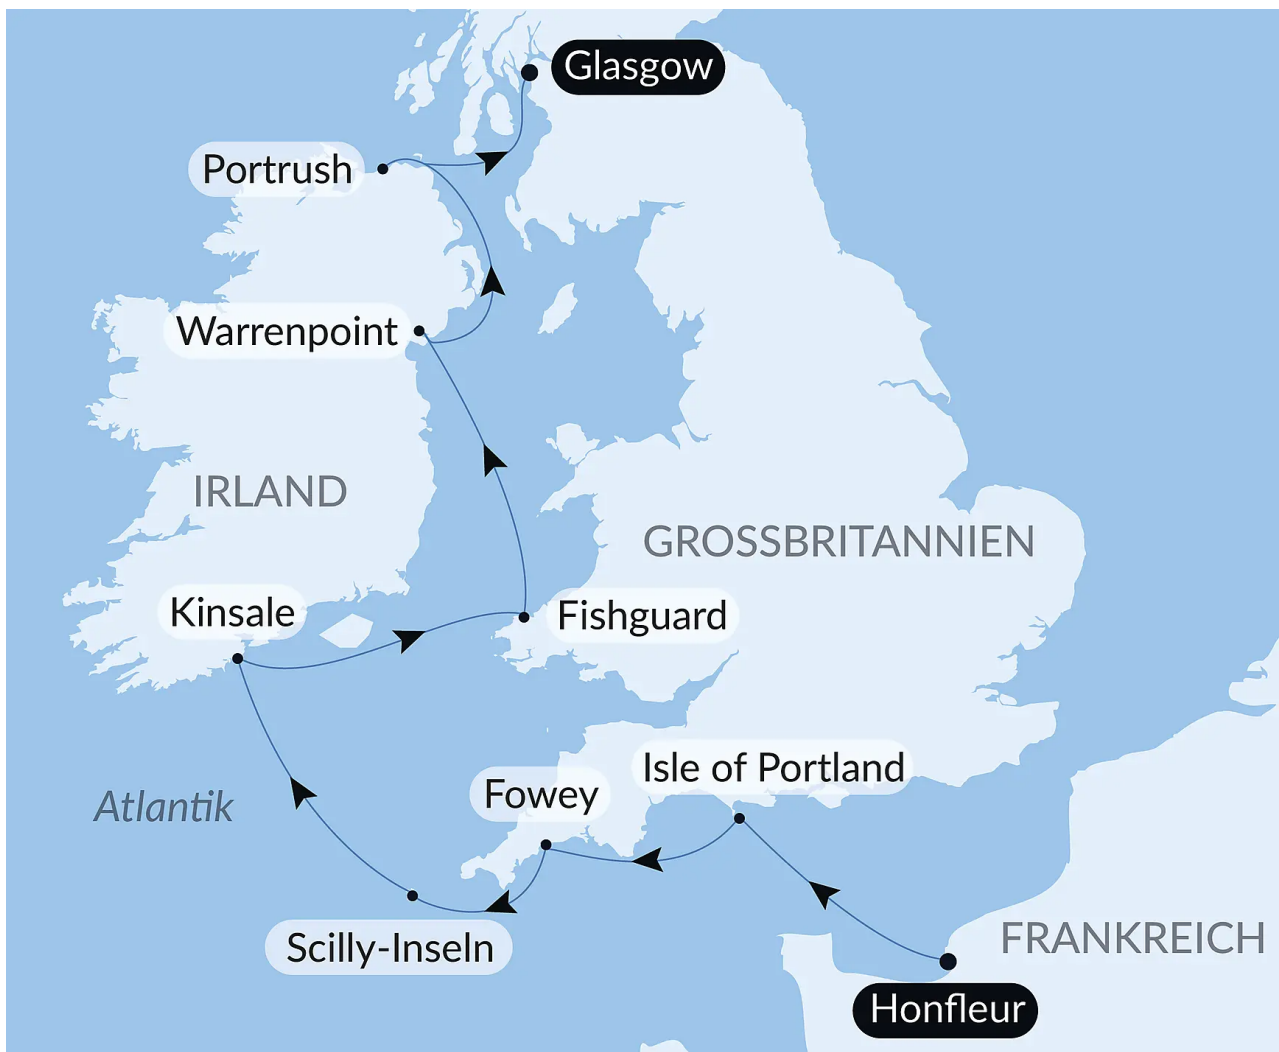 Glasgow
Portrush
Warrenpoint
IRLAND
GROSSBRITANNIEN
Kinsale
Fishguard
Isle of Portland
Fowey
Atlantik
Scilly-Inseln
FRANKREICH
Honfleur